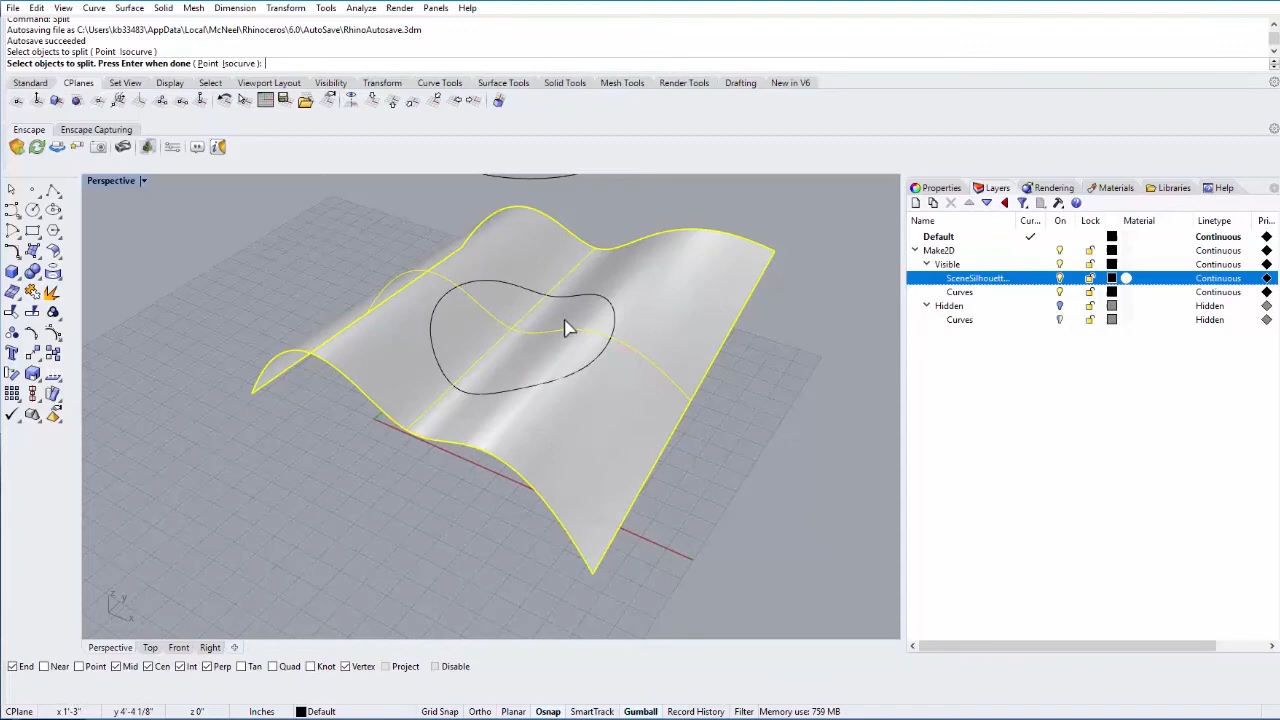 File Edit View Curve Surface Solid Mesh Dimension Transform Tools Analyze Render Panels Help
Command: Split
Autosaving file as C:\Users\kb33483\AppData\Local\McNeel\Rhinoceros\6.0\AutoSave\RhinoAutosave.3dm
Autosave succeeded
Select objects to split ( Point Isocurve )
Select objects to split. Press Enter when done ( Point Isocurve ):
Standard CPlanes Set View Display Select Viewport Layout Visibility Transform Curve Tools Surface Tools Solid Tools Mesh Tools Render Tools Drafting New in V6
Enscape Enscape Capturing
Perspective
Properties Layers Rendering Materials Libraries Help
Name Cur... On Lock Material Linetype Pri...
Default Continuous
Make2D Continuous
Visible Continuous
SceneSilhouett... Continuous
Curves Continuous
Hidden Hidden
Curves Hidden
z y x
Perspective Top Front Right
End Near Point Mid Cen Int Perp Tan Quad Knot Vertex Project Disable
CPlane x 1'-3" y 4'-4 1/8" z 0" Inches Default Grid Snap Ortho Planar Osnap SmartTrack Gumball Record History Filter Memory use: 759 MB